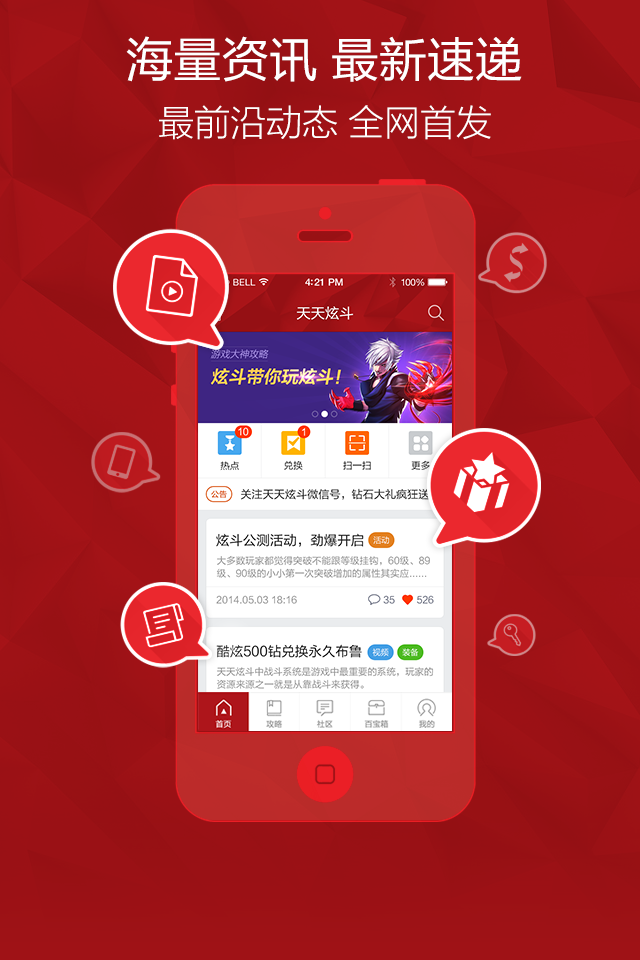 海量资讯 最新速递
最前沿动态 全网首发
BELL 4:21 PM 100%
天天炫斗
游戏大神攻略
炫斗带你玩炫斗!
10 1
热点 兑换 扫一扫 更多
公告 关注天天炫斗微信号，钻石大礼疯狂送
炫斗公测活动，劲爆开启 活动
大多数玩家都觉得突破不能跟等级挂钩，60级、89
级、90级的小小第一次突破增加的属性其实应......
2014.05.03 18:16 35 526
酷炫500钻兑换永久布鲁 视频 装备
天天炫斗中战斗系统是游戏中最重要的系统，玩家的
资源来源之一就是从靠战斗来获得。
首页 攻略 社区 百宝箱 我的